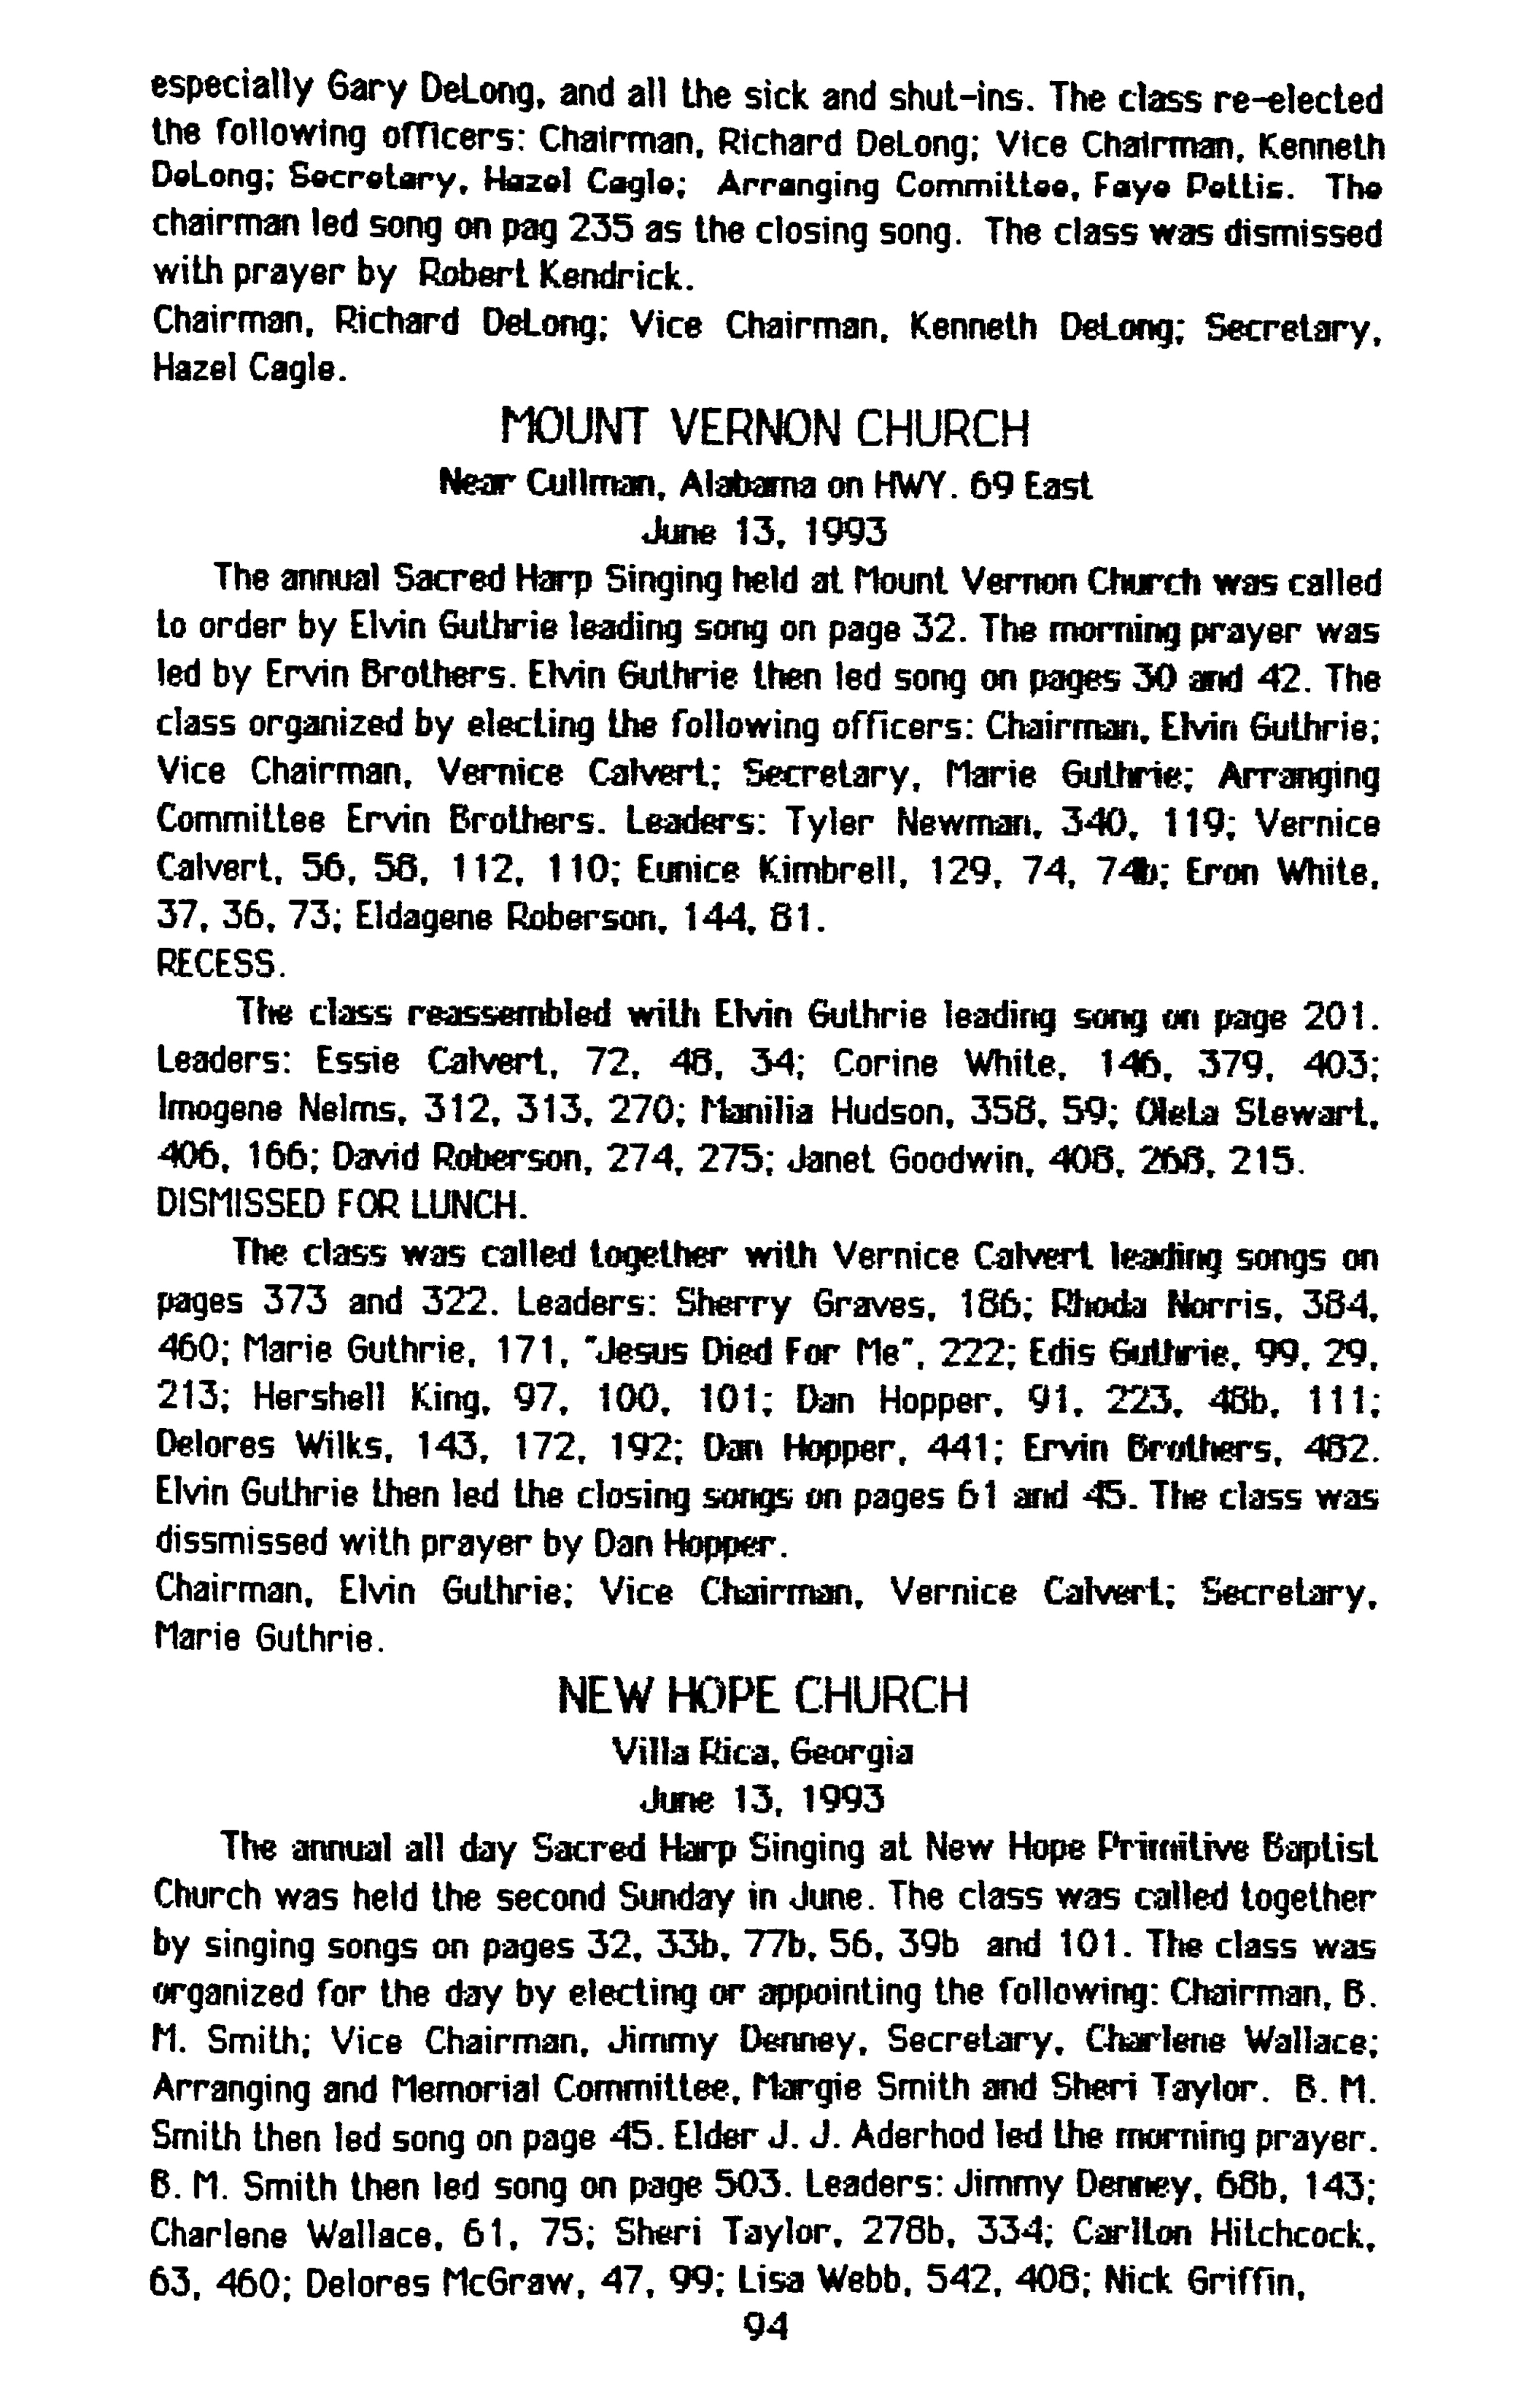 especially Gary DeLong, and all the sick and shut-ins. The class re-elected
the following officers: Chairman, Richard DeLong; Vice Chairman, Kenneth
DeLong; Secretary, Hazel Cagle; Arranging Committee, Faye Pettis. The
chairman led song on pag 235 as the closing song. The class was dismissed
with prayer by Robert Kendrick.
Chairman, Richard DeLong; Vice Chairman, Kenneth DeLong; Secretary,
Hazel Cagle.
MOUNT VERNON CHURCH
Near Cullman, Alabama on HWY. 69 East
June 13, 1993
The annual Sacred Harp Singing held at Mount Vernon Church was called
to order by Elvin Guthrie leading song on page 32. The morning prayer was
led by Ervin Brothers. Elvin Guthrie then led song on pages 30 and 42. The
class organized by electing the following officers: Chairman, Elvin Guthrie;
Vice Chairman, Vernice Calvert; Secretary, Marie Guthrie; Arranging
Committee Ervin Brothers. Leaders: Tyler Newman, 340, 119; Vernice
Calvert, 56, 58, 112, 110; Eunice Kimbrell, 129, 74, 74b; Eron White,
37, 36, 73; Eldagene Roberson, 144, 81.
RECESS.
The class reassembled with Elvin Guthrie leading song on page 201.
Leaders: Essie Calvert, 72, 48, 34; Corine White, 146, 379, 403;
Imogene Nelms, 312, 313, 270; Manilia Hudson, 358, 59; OleLa Stewart,
406, 166; David Roberson, 274, 275; Janet Goodwin, 408, 268, 215.
DISMISSED FOR LUNCH.
The class was called together with Vernice Calvert leading songs on
pages 373 and 322. Leaders: Sherry Graves, 186; Rhoda Norris, 384,
460; Marie Guthrie, 171, "Jesus Died For Me", 222; Edis Guthrie, 99, 29,
213; Hershell King, 97, 100, 101; Dan Hopper, 91, 223, 48b, 111;
Delores Wilks, 143, 172, 192; Dan Hopper, 441; Ervin Brothers, 482.
Elvin Guthrie then led the closing songs on pages 61 and 45. The class was
dissmissed with prayer by Dan Hopper.
Chairman, Elvin Guthrie; Vice Chairman, Vernice Calvert; Secretary,
Marie Guthrie.
NEW HOPE CHURCH
Villa Rica, Georgia
June 13, 1993
The annual all day Sacred Harp Singing at New Hope Primitive Baptist
Church was held the second Sunday in June. The class was called together
by singing songs on pages 32, 33b, 77b, 56, 39b and 101. The class was
organized for the day by electing or appointing the following: Chairman, B.
M. Smith; Vice Chairman, Jimmy Denney, Secretary, Charlene Wallace;
Arranging and Memorial Committee, Margie Smith and Sheri Taylor. B. M.
Smith then led song on page 45. Elder J. J. Aderhod led the morning prayer.
B. M. Smith then led song on page 503. Leaders: Jimmy Denney, 68b, 143;
Charlene Wallace, 61, 75; Sheri Taylor, 278b, 334; Carlton Hitchcock,
63, 460; Delores McGraw, 47, 99; Lisa Webb, 542, 408; Nick Griffin,
94